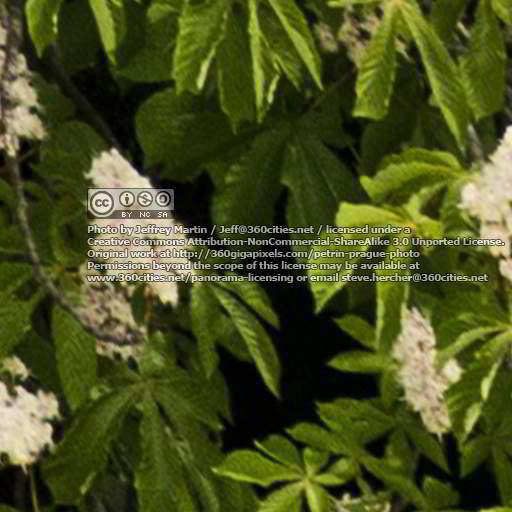 cc
BY NC SA
Photo by Jeffrey Martin / Jeff@360cities.net / licensed under a
Creative Commons Attribution-NonCommercial-ShareAlike 3.0 Unported License.
Original work at http://360gigapixels.com/petrin-prague-photo
Permissions beyond the scope of this license may be available at
www.360cities.net/panorama-licensing or email steve.hercher@360cities.net